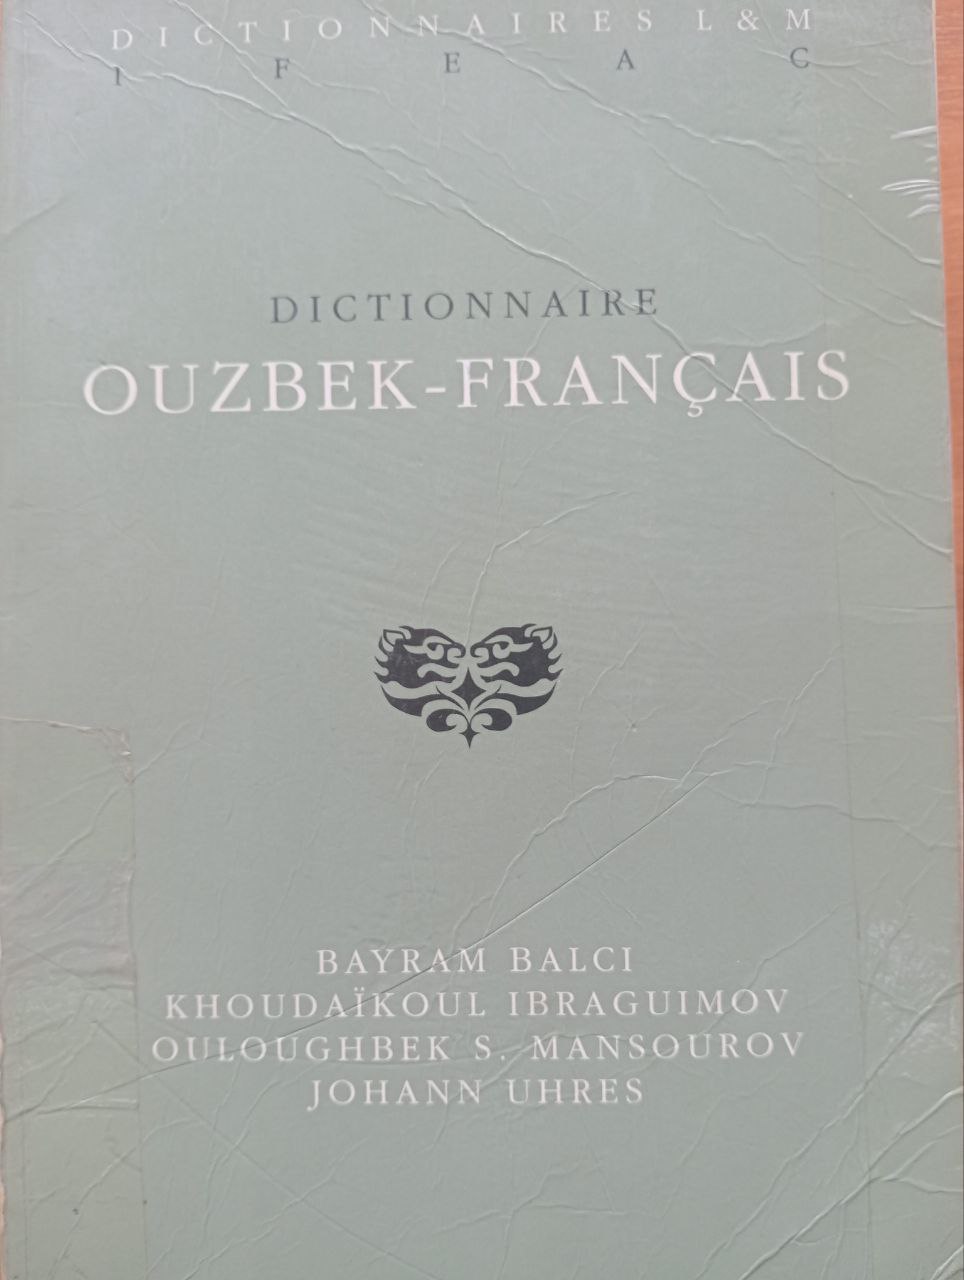 DICTIONNAIRES L & M
I F E A C
DICTIONNAIRE
OUZBEK-FRANÇAIS
BAYRAM BALCI
KHOUDAÏKOUL IBRAGUIMOV
OULOUGHBEK S. MANSOUROV
JOHANN UHRES